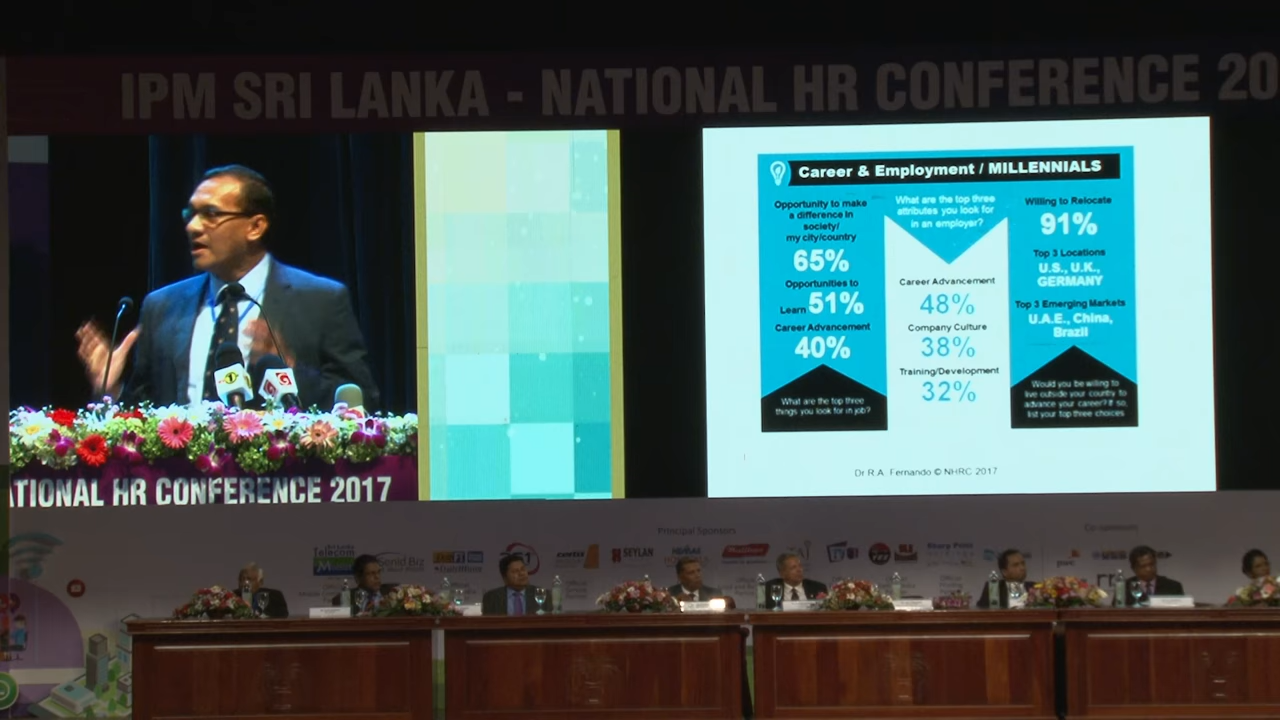 IPM SRI LANKA - NATIONAL HR CONFERENCE 20
Career & Employment / MILLENNIALS
Opportunity to make
a difference in
society/
my city/country
65%
Opportunities to
Learn 51%
Career Advancement
40%
What are the top three
things you look for in job?
What are the top three
attributes you look for
in an employer?
Career Advancement
48%
Company Culture
38%
Training/Development
32%
Willing to Relocate
91%
Top 3 Locations
U.S., U.K.,
GERMANY
Top 3 Emerging Markets
U.A.E., China,
Brazil
Would you be willing to
live outside your country to
advance your career? If so,
list your top three choices
Dr R.A. Fernando © NHRC 2017
ATIONAL HR CONFERENCE 2017
Principal Sponsors
Co-sponsors
Telecom
SEYLAN
pwc